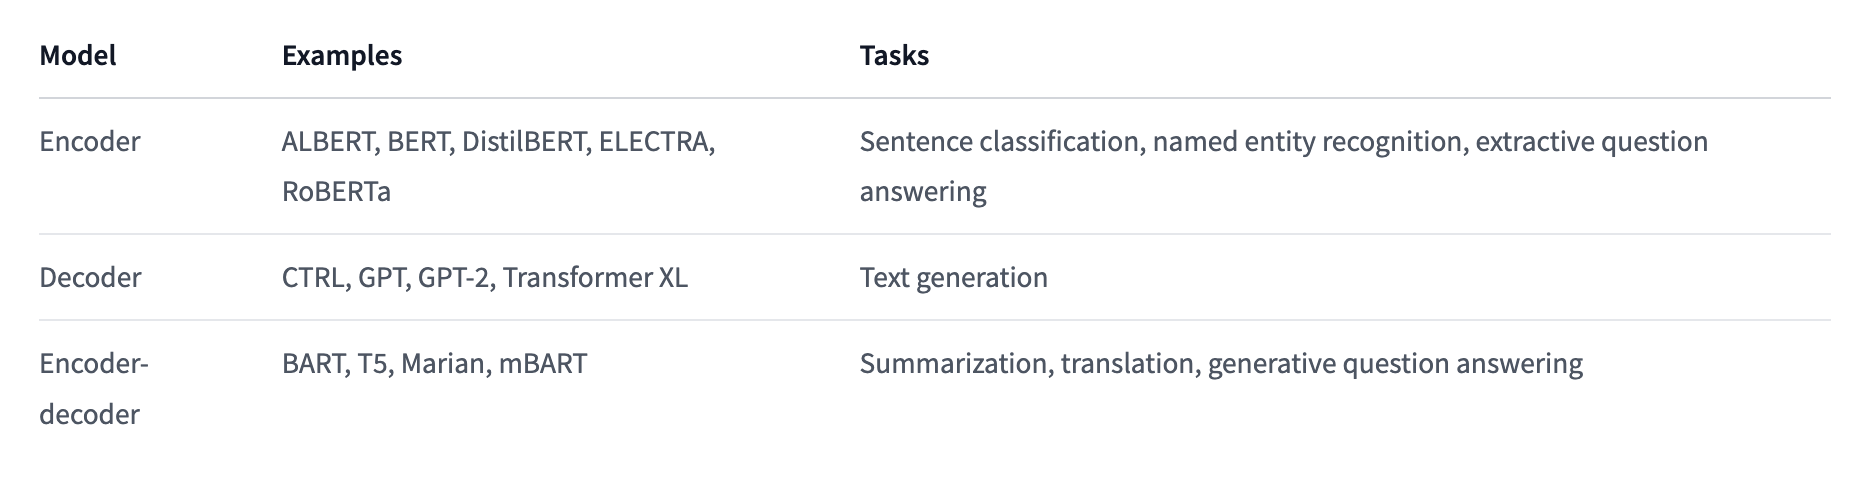 Model Examples Tasks
Encoder ALBERT, BERT, DistilBERT, ELECTRA, Sentence classification, named entity recognition, extractive question
RoBERTa answering
Decoder CTRL, GPT, GPT-2, Transformer XL Text generation
Encoder- BART, T5, Marian, mBART Summarization, translation, generative question answering
decoder